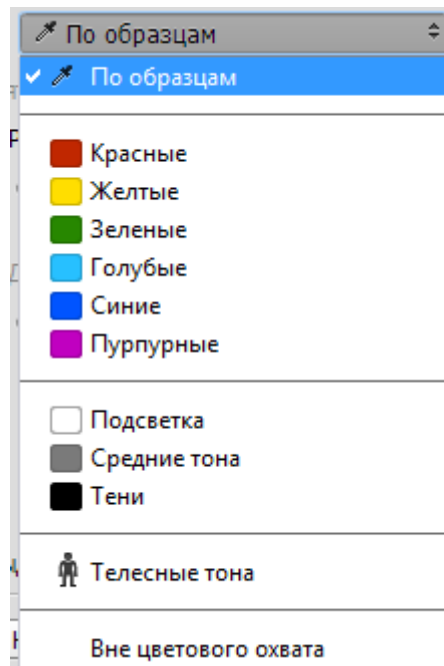 По образцам
По образцам
Красные
Желтые
Зеленые
Голубые
Синие
Пурпурные
Подсветка
Средние тона
Тени
Телесные тона
Вне цветового охвата